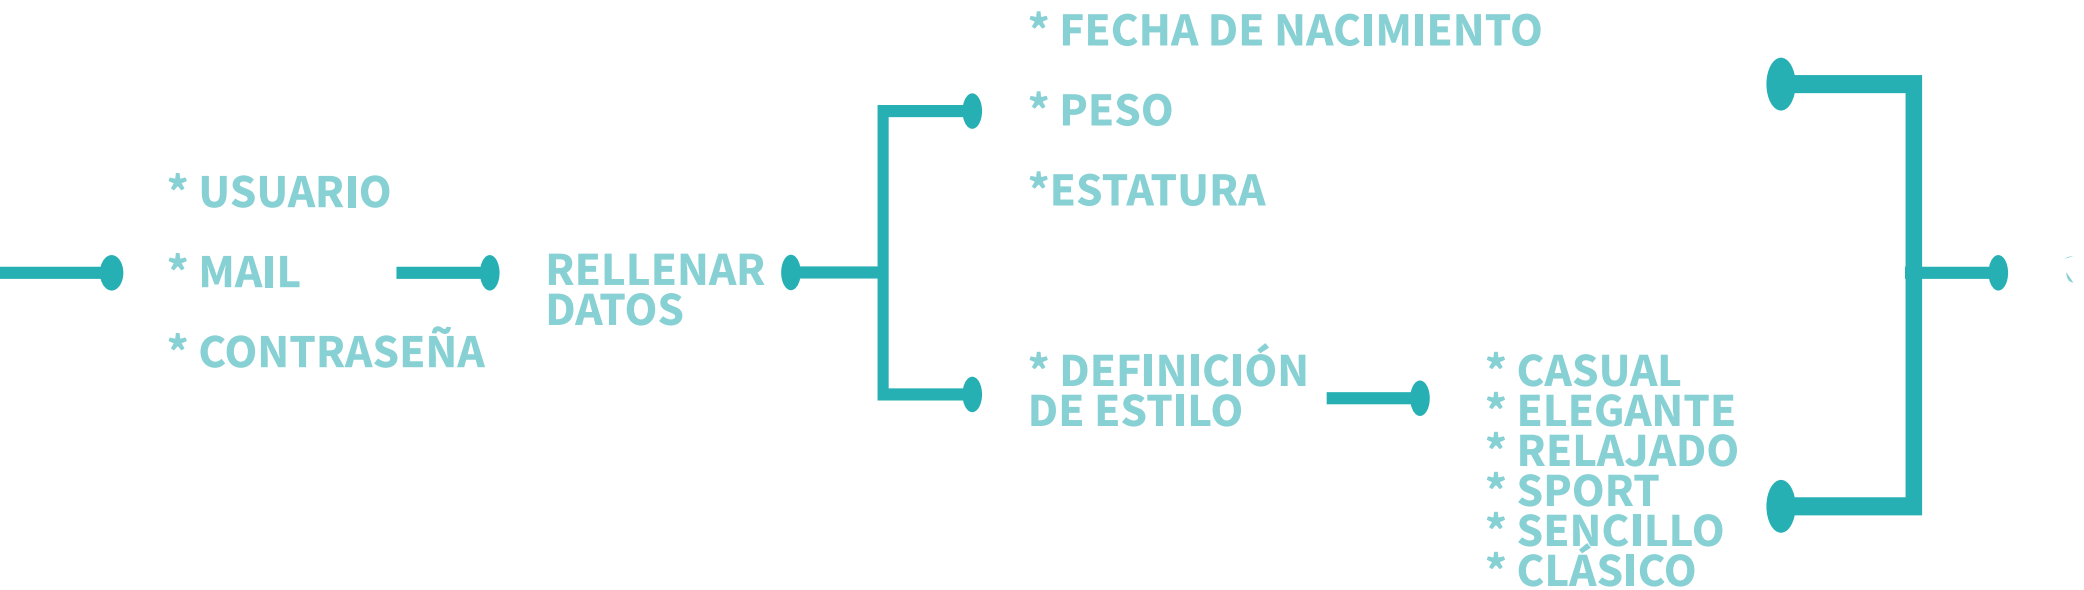 * USUARIO
* MAIL
* CONTRASEÑA
RELLENAR
DATOS
* FECHA DE NACIMIENTO
* PESO
*ESTATURA
* DEFINICIÓN
DE ESTILO
* CASUAL
* ELEGANTE
* RELAJADO
* SPORT
* SENCILLO
* CLÁSICO